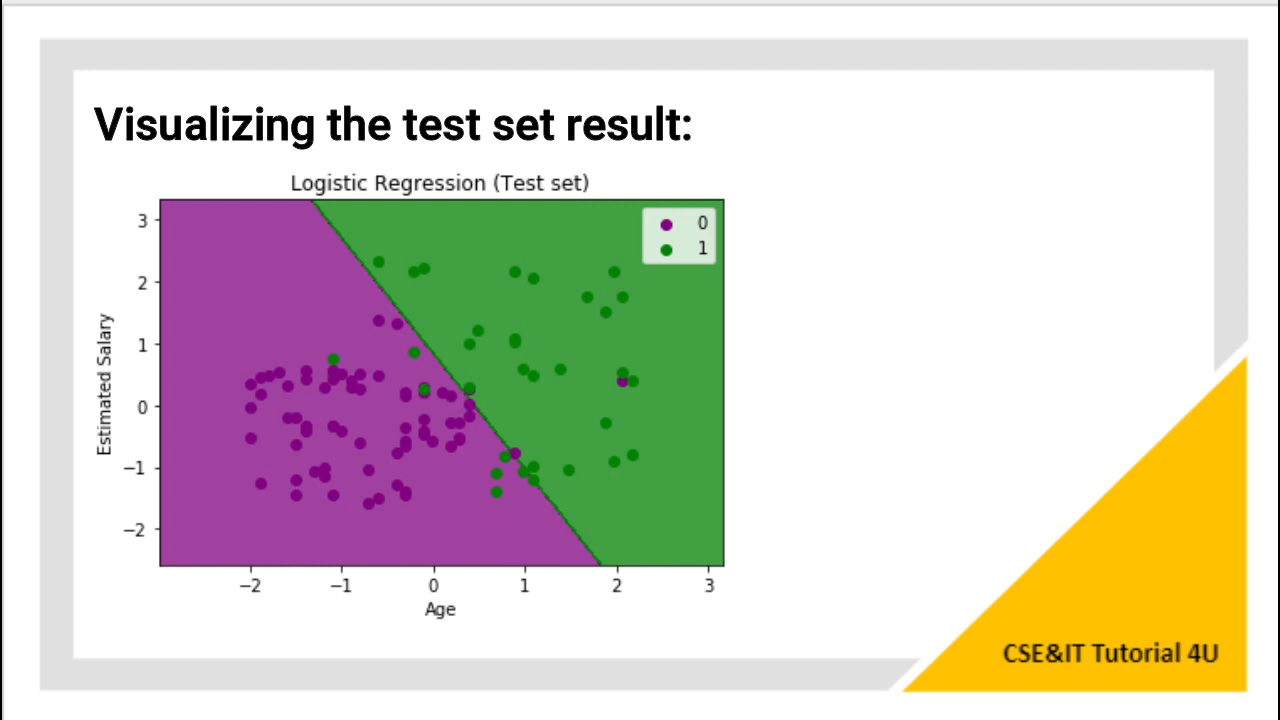 Visualizing the test set result:
Logistic Regression (Test set)
0
1
3
2
1
0
−1
−2
Estimated Salary
−2 −1 0 1 2 3
Age
CSE&IT Tutorial 4U